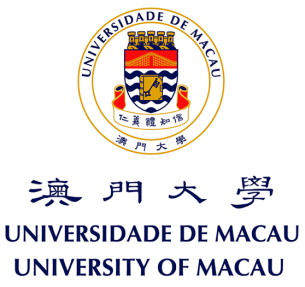 UNIVERSIDADE DE MACAU
仁義禮知信
澳門大學
澳門大學
UNIVERSIDADE DE MACAU
UNIVERSITY OF MACAU